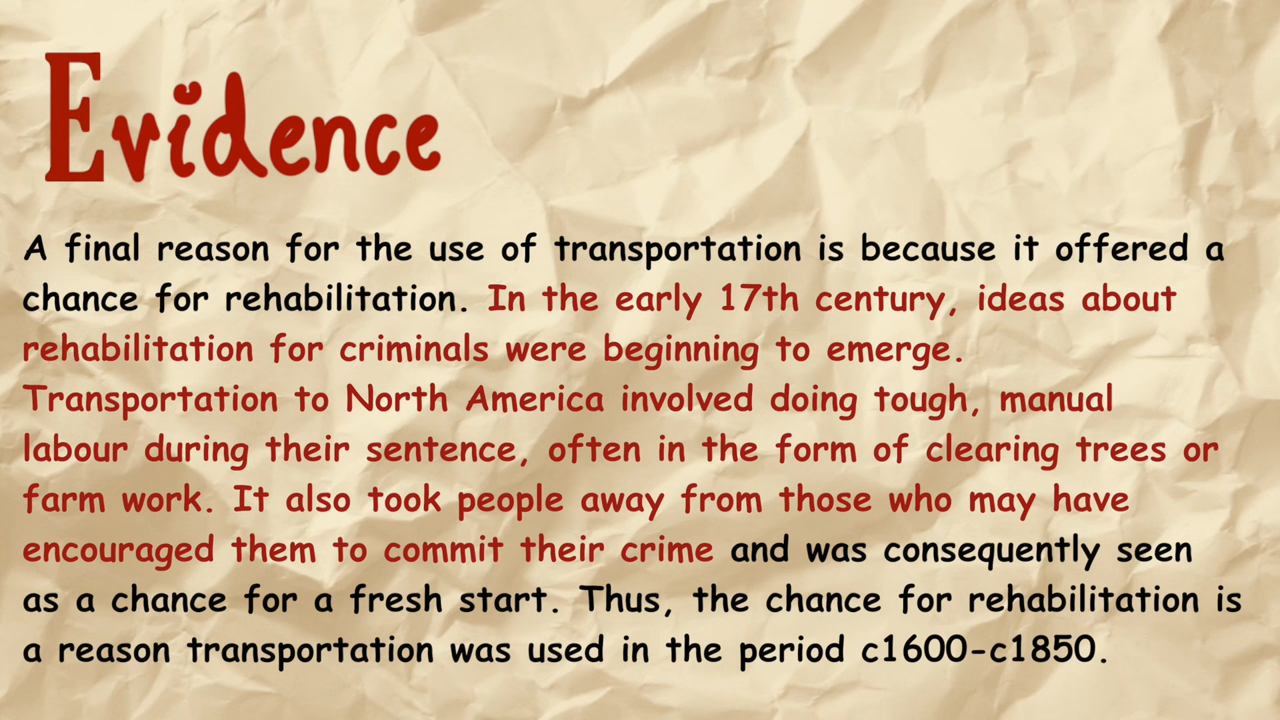 Evidence
A final reason for the use of transportation is because it offered a
chance for rehabilitation. In the early 17th century, ideas about
rehabilitation for criminals were beginning to emerge.
Transportation to North America involved doing tough, manual
labour during their sentence, often in the form of clearing trees or
farm work. It also took people away from those who may have
encouraged them to commit their crime and was consequently seen
as a chance for a fresh start. Thus, the chance for rehabilitation is
a reason transportation was used in the period c1600-c1850.